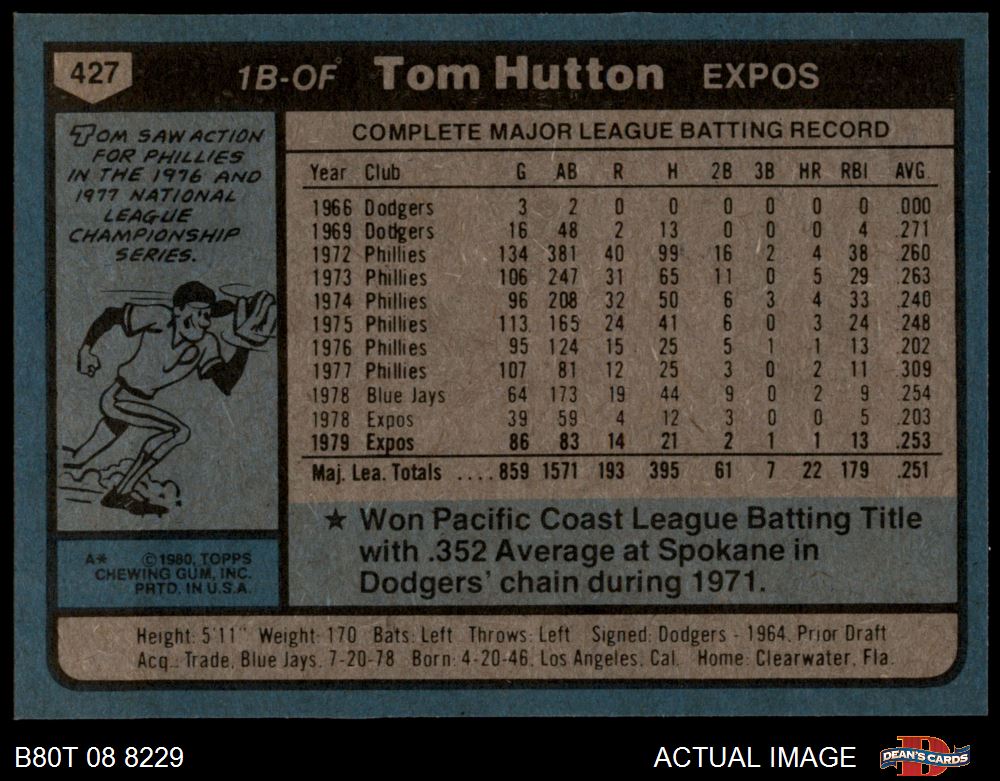 427
1B-OF Tom Hutton EXPOS
TOM SAW ACTION
FOR PHILLIES
IN THE 1976 AND
1977 NATIONAL
LEAGUE
CHAMPIONSHIP
SERIES.
COMPLETE MAJOR LEAGUE BATTING RECORD
Year Club G AB R H 2B 3B HR RBI AVG.
1966 Dodgers 3 2 0 0 0 0 0 0 .000
1969 Dodgers 16 48 2 13 0 0 0 4 .271
1972 Phillies 134 381 40 99 16 2 4 38 .260
1973 Phillies 106 247 31 65 11 0 5 29 .263
1974 Phillies 96 208 32 50 6 3 4 33 .240
1975 Phillies 113 165 24 41 6 0 3 24 .248
1976 Phillies 95 124 15 25 5 1 1 13 .202
1977 Phillies 107 81 12 25 3 0 2 11 .309
1978 Blue Jays 64 173 19 44 9 0 2 9 .254
1978 Expos 39 59 4 12 3 0 0 5 .203
1979 Expos 86 83 14 21 2 1 1 13 .253
Maj. Lea. Totals .... 859 1571 193 395 61 7 22 179 .251
★ Won Pacific Coast League Batting Title
with .352 Average at Spokane in
Dodgers' chain during 1971.
A* ©1980, TOPPS
CHEWING GUM, INC.
PRTD. IN U.S.A.
Height: 5'11" Weight: 170 Bats: Left Throws: Left Signed: Dodgers - 1964, Prior Draft
Acq.: Trade, Blue Jays, 7-20-78 Born: 4-20-46, Los Angeles, Cal. Home: Clearwater, Fla.
B80T 08 8229 ACTUAL IMAGE DEAN'S CARDS